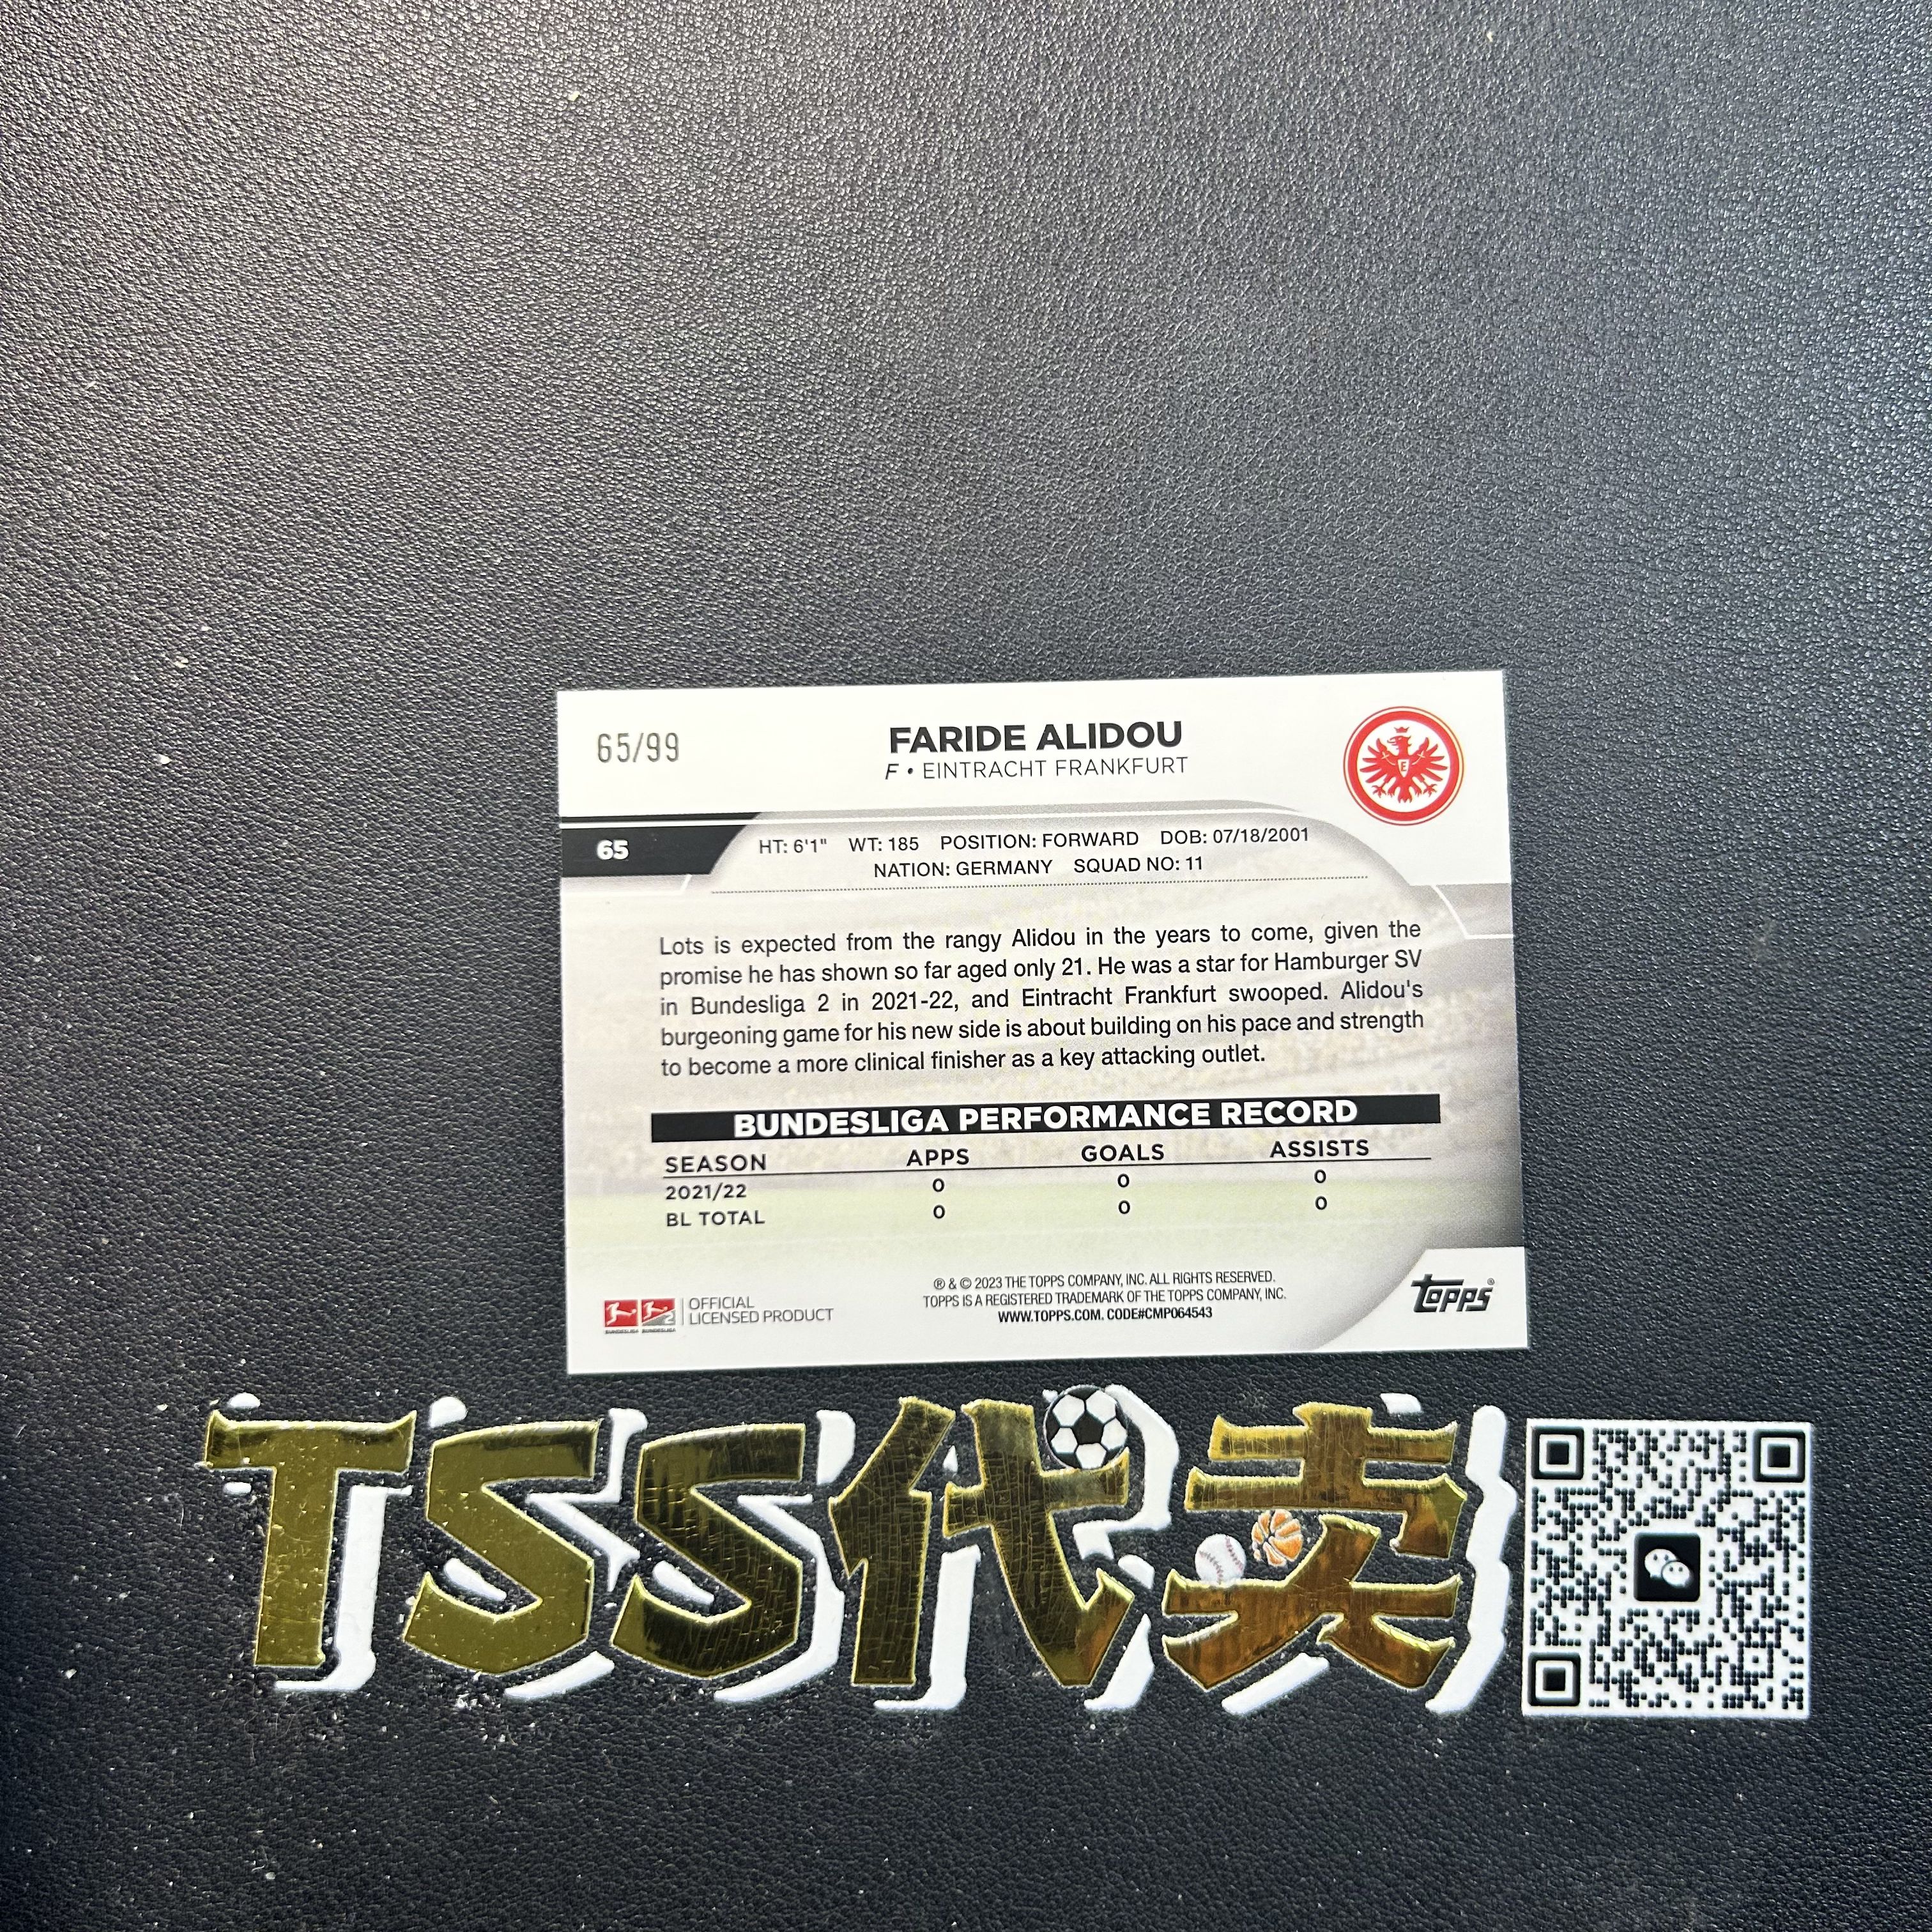 65/99
FARIDE ALIDOU
F • EINTRACHT FRANKFURT
E
65
HT: 6'1" WT: 185 POSITION: FORWARD DOB: 07/18/2001
NATION: GERMANY SQUAD NO: 11
Lots is expected from the rangy Alidou in the years to come, given the
promise he has shown so far aged only 21. He was a star for Hamburger SV
in Bundesliga 2 in 2021-22, and Eintracht Frankfurt swooped. Alidou's
burgeoning game for his new side is about building on his pace and strength
to become a more clinical finisher as a key attacking outlet.
BUNDESLIGA PERFORMANCE RECORD
SEASON APPS GOALS ASSISTS
2021/22 0 0 0
BL TOTAL 0 0 0
® & © 2023 THE TOPPS COMPANY, INC. ALL RIGHTS RESERVED.
TOPPS IS A REGISTERED TRADEMARK OF THE TOPPS COMPANY, INC.
WWW.TOPPS.COM. CODE#CMP064543
BUNDESLIGA BUNDESLIGA 2
OFFICIAL
LICENSED PRODUCT
topps®
TSS代卖